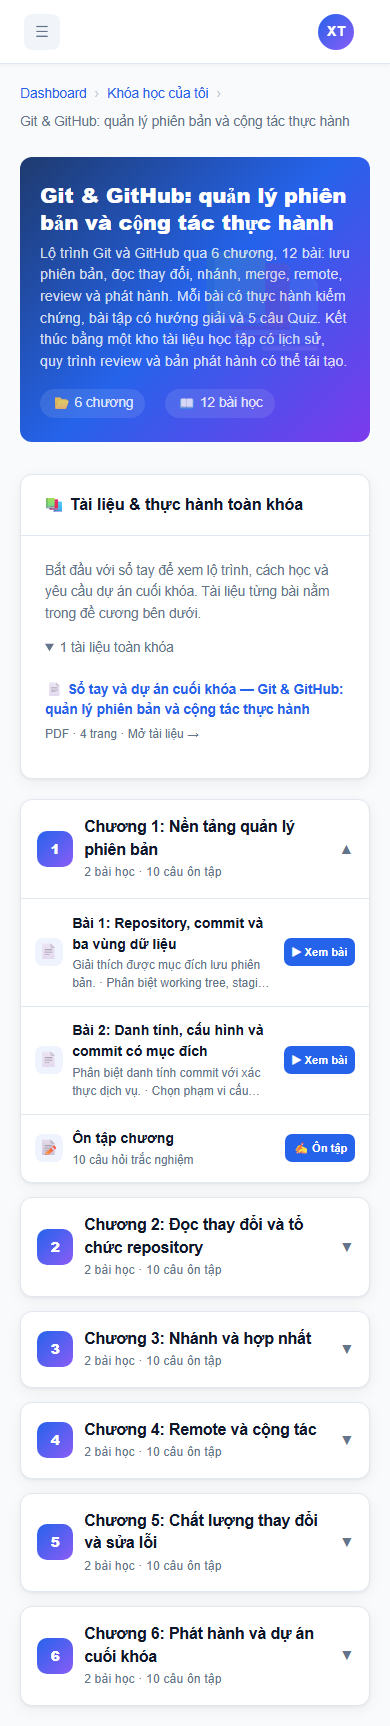 ☰
XT
Dashboard › Khóa học của tôi ›
Git & GitHub: quản lý phiên bản và cộng tác thực hành
Git & GitHub: quản lý phiên
bản và cộng tác thực hành
Lộ trình Git và GitHub qua 6 chương, 12 bài: lưu
phiên bản, đọc thay đổi, nhánh, merge, remote,
review và phát hành. Mỗi bài có thực hành kiểm
chứng, bài tập có hướng giải và 5 câu Quiz. Kết
thúc bằng một kho tài liệu học tập có lịch sử,
quy trình review và bản phát hành có thể tái tạo.
6 chương
12 bài học
Tài liệu & thực hành toàn khóa
Bắt đầu với sổ tay để xem lộ trình, cách học và
yêu cầu dự án cuối khóa. Tài liệu từng bài nằm
trong đề cương bên dưới.
▼ 1 tài liệu toàn khóa
Sổ tay và dự án cuối khóa — Git & GitHub:
quản lý phiên bản và cộng tác thực hành
PDF · 4 trang · Mở tài liệu →
1
Chương 1: Nền tảng quản lý
phiên bản
2 bài học · 10 câu ôn tập
▲
Bài 1: Repository, commit và
ba vùng dữ liệu
Giải thích được mục đích lưu phiên
bản. · Phân biệt working tree, stagi...
▶ Xem bài
Bài 2: Danh tính, cấu hình và
commit có mục đích
Phân biệt danh tính commit với xác
thực dịch vụ. · Chọn phạm vi cấu...
▶ Xem bài
Ôn tập chương
10 câu hỏi trắc nghiệm
✍ Ôn tập
2
Chương 2: Đọc thay đổi và tổ
chức repository
2 bài học · 10 câu ôn tập
▼
3
Chương 3: Nhánh và hợp nhất
2 bài học · 10 câu ôn tập
▼
4
Chương 4: Remote và cộng tác
2 bài học · 10 câu ôn tập
▼
5
Chương 5: Chất lượng thay đổi
và sửa lỗi
2 bài học · 10 câu ôn tập
▼
6
Chương 6: Phát hành và dự án
cuối khóa
2 bài học · 10 câu ôn tập
▼